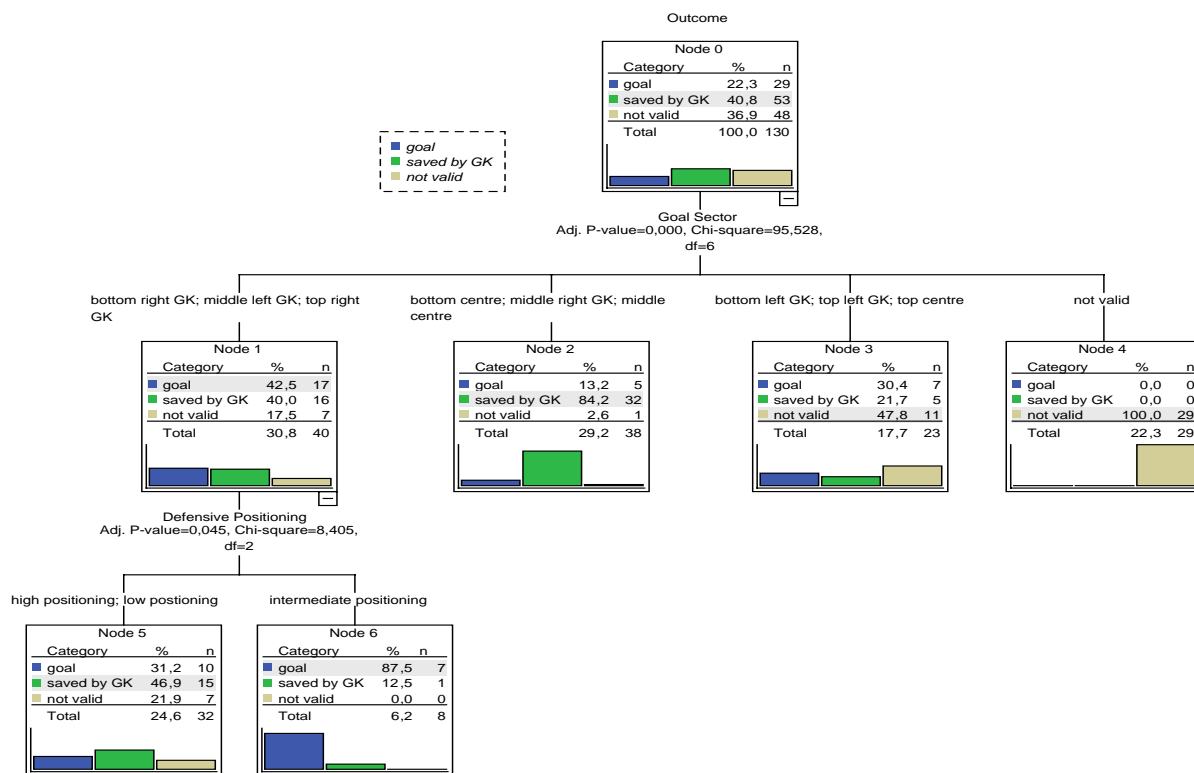 Outcome
Node 0
Category % n
goal 22,3 29
saved by GK 40,8 53
not valid 36,9 48
Total 100,0 130
goal
saved by GK
not valid
Goal Sector
Adj. P-value=0,000, Chi-square=95,528,
df=6
bottom right GK; middle left GK; top right
GK
bottom centre; middle right GK; middle
centre
bottom left GK; top left GK; top centre
not valid
Node 1
Category % n
goal 42,5 17
saved by GK 40,0 16
not valid 17,5 7
Total 30,8 40
Node 2
Category % n
goal 13,2 5
saved by GK 84,2 32
not valid 2,6 1
Total 29,2 38
Node 3
Category % n
goal 30,4 7
saved by GK 21,7 5
not valid 47,8 11
Total 17,7 23
Node 4
Category % n
goal 0,0 0
saved by GK 0,0 0
not valid 100,0 29
Total 22,3 29
Defensive Positioning
Adj. P-value=0,045, Chi-square=8,405,
df=2
high positioning; low postioning
intermediate positioning
Node 5
Category % n
goal 31,2 10
saved by GK 46,9 15
not valid 21,9 7
Total 24,6 32
Node 6
Category % n
goal 87,5 7
saved by GK 12,5 1
not valid 0,0 0
Total 6,2 8